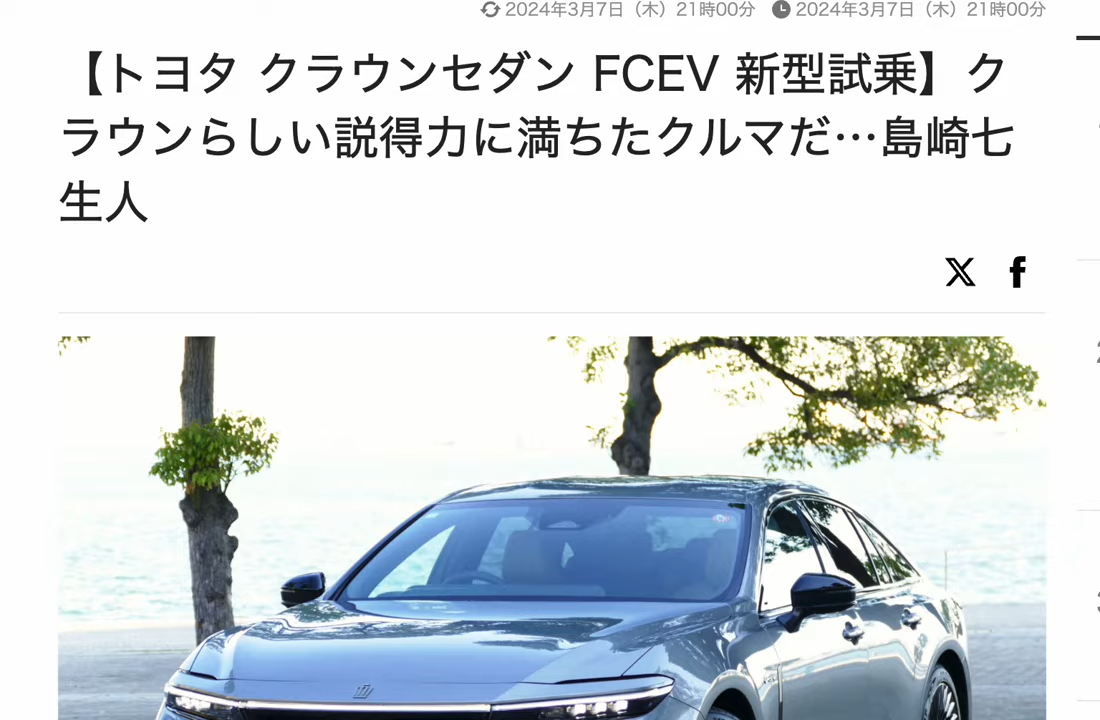 2024年3月7日（木）21時00分 2024年3月7日（木）21時00分
【トヨタ クラウンセダン FCEV 新型試乗】ク
ラウンらしい説得力に満ちたクルマだ…島崎七
生人